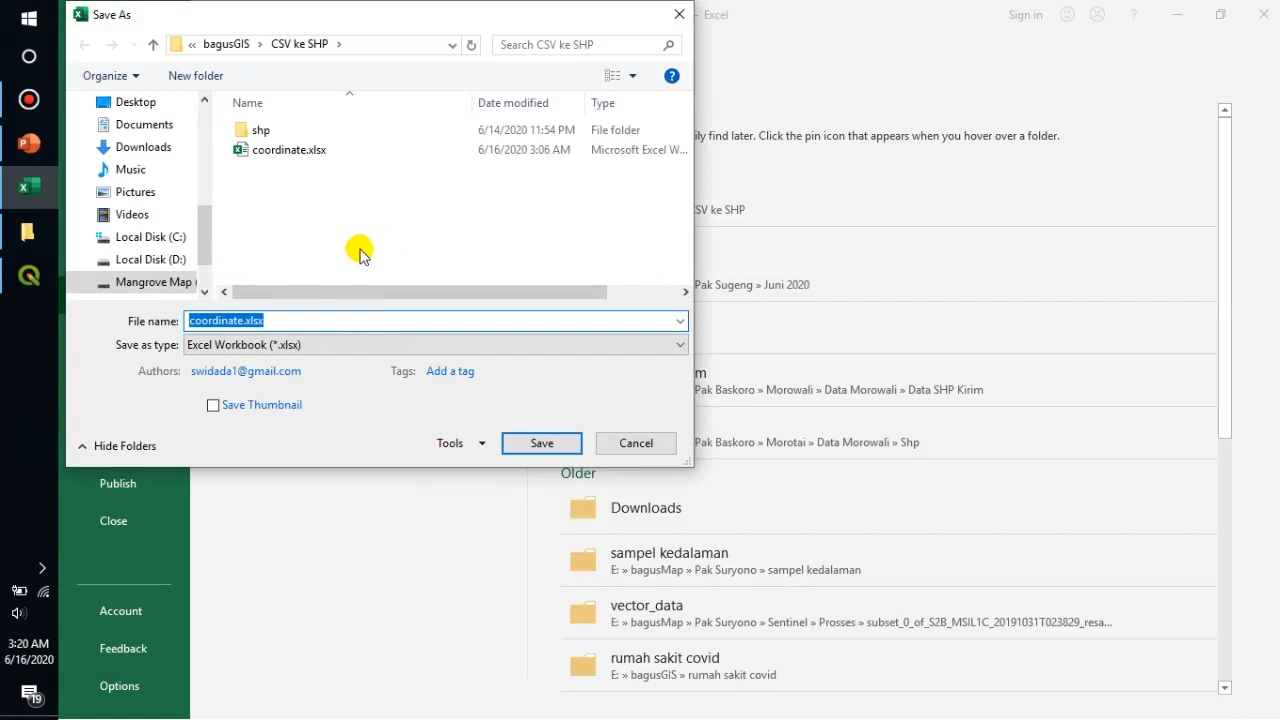 Save As
- Excel
Sign in
?
« bagusGIS > CSV ke SHP >
Search CSV ke SHP
Organize
New folder
?
Desktop
Documents
Downloads
Music
Pictures
Videos
Local Disk (C:)
Local Disk (D:)
Mangrove Map (
Name
Date modified
Type
shp
6/14/2020 11:54 PM
File folder
coordinate.xlsx
6/16/2020 3:06 AM
Microsoft Excel W...
File name:
coordinate.xlsx
Save as type:
Excel Workbook (*.xlsx)
Authors:
swidada1@gmail.com
Tags:
Add a tag
Save Thumbnail
Hide Folders
Tools
Save
Cancel
ily find later. Click the pin icon that appears when you hover over a folder.
CSV ke SHP
Pak Sugeng » Juni 2020
m
Pak Baskoro » Morowali » Data Morowali » Data SHP Kirim
Pak Baskoro » Morotai » Data Morowali » Shp
Older
Downloads
sampel kedalaman
E: » bagusMap » Pak Suryono » sampel kedalaman
vector_data
E: » bagusMap » Pak Suryono » Sentinel » Prosses » subset_0_of_S2B_MSIL1C_20191031T023829_resa...
rumah sakit covid
E: » bagusGIS » rumah sakit covid
Publish
Close
Account
Feedback
Options
3:20 AM
6/16/2020
19